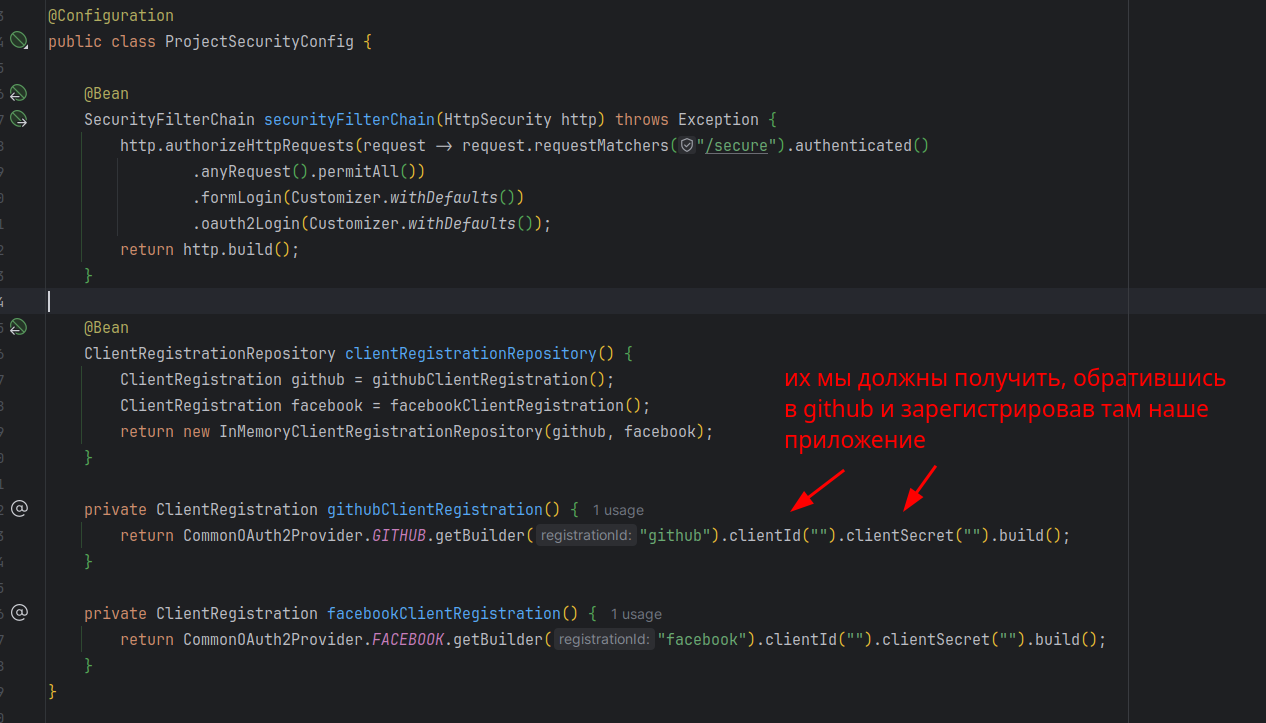 @Configuration
public class ProjectSecurityConfig {
@Bean
SecurityFilterChain securityFilterChain(HttpSecurity http) throws Exception {
http.authorizeHttpRequests(request → request.requestMatchers("/secure").authenticated()
.anyRequest().permitAll())
.formLogin(Customizer.withDefaults())
.oauth2Login(Customizer.withDefaults());
return http.build();
}
@Bean
ClientRegistrationRepository clientRegistrationRepository() {
ClientRegistration github = githubClientRegistration();
ClientRegistration facebook = facebookClientRegistration();
return new InMemoryClientRegistrationRepository(github, facebook);
}
их мы должны получить, обратившись
в github и зарегистрировав там наше
приложение
private ClientRegistration githubClientRegistration() { 1 usage
return CommonOAuth2Provider.GITHUB.getBuilder( registrationId: "github").clientId("").clientSecret("").build();
}
private ClientRegistration facebookClientRegistration() { 1 usage
return CommonOAuth2Provider.FACEBOOK.getBuilder( registrationId: "facebook").clientId("").clientSecret("").build();
}
}